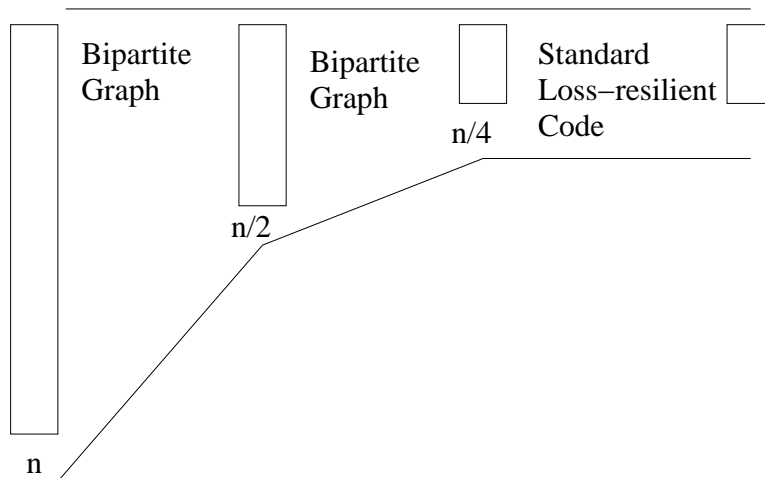 Bipartite
Graph
Bipartite
Graph
Standard
Loss−resilient
Code
n/4
n/2
n